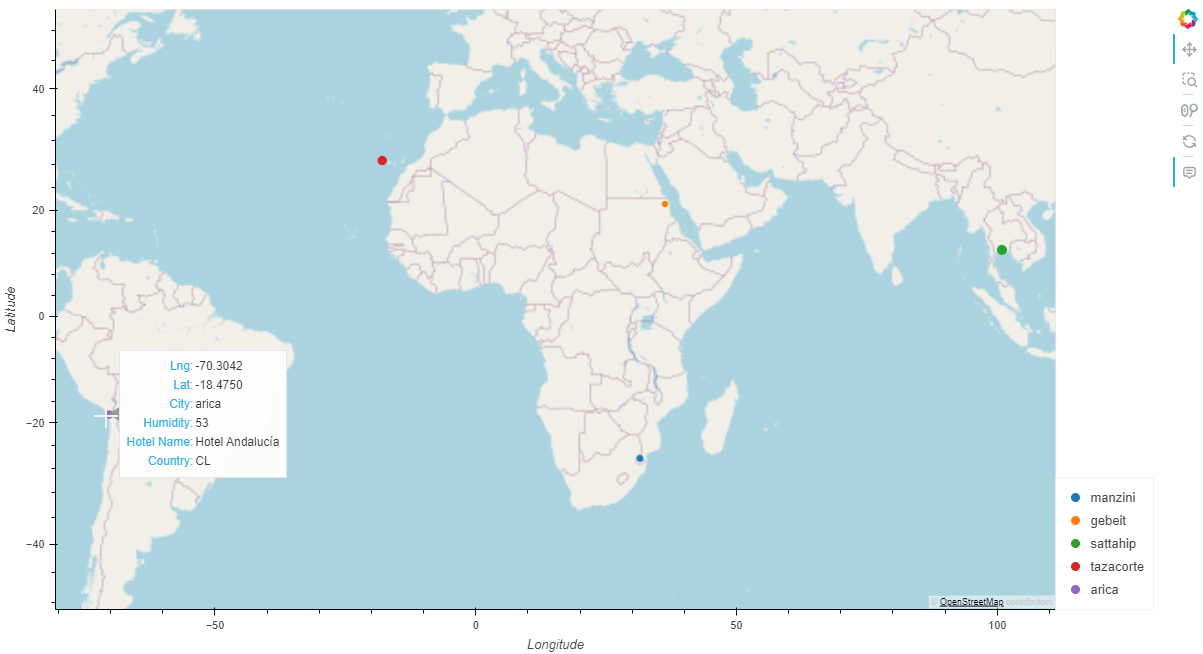 40
20
0
−20
−40
Latitude
Lng: -70.3042
Lat: -18.4750
City: arica
Humidity: 53
Hotel Name: Hotel Andalucía
Country: CL
manzini
gebeit
sattahip
tazacorte
arica
© OpenStreetMap contributors
−50
0
50
100
Longitude